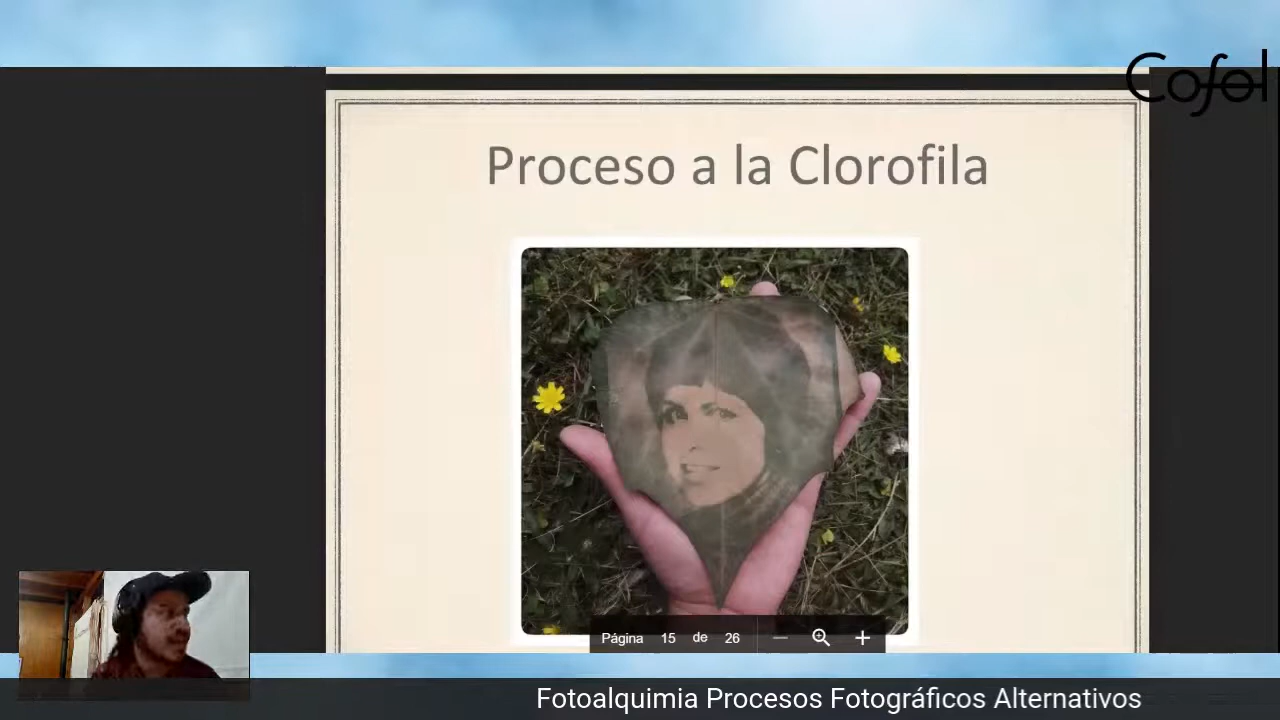 Cofol
Proceso a la Clorofila
Página 15 de 26
Fotoalquimia Procesos Fotográficos Alternativos